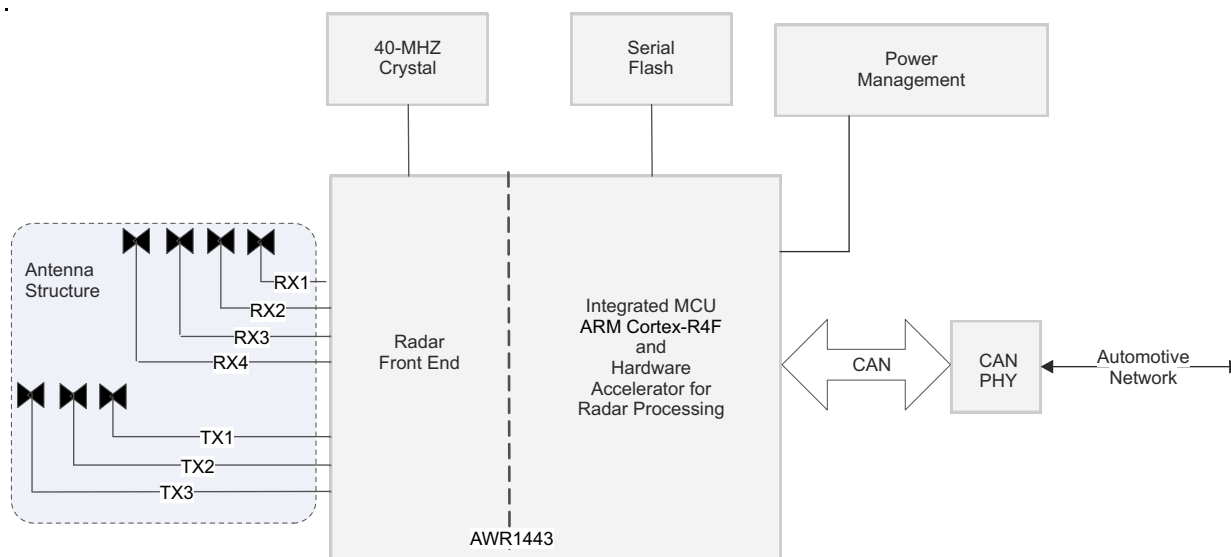 .
40-MHZ
Crystal
Serial
Flash
Power
Management
Antenna
Structure
RX1
RX2
RX3
RX4
TX1
TX2
TX3
Radar
Front End
Integrated MCU
ARM Cortex-R4F
and
Hardware
Accelerator for
Radar Processing
CAN
CAN
PHY
Automotive
Network
AWR1443